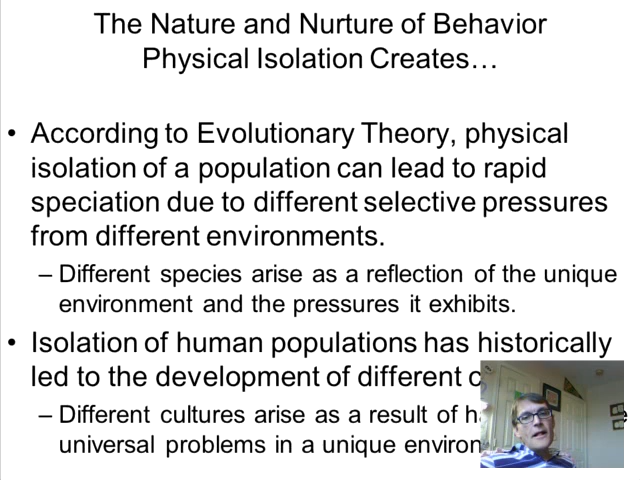 The Nature and Nurture of Behavior
Physical Isolation Creates…
• According to Evolutionary Theory, physical
isolation of a population can lead to rapid
speciation due to different selective pressures
from different environments.
– Different species arise as a reflection of the unique
environment and the pressures it exhibits.
• Isolation of human populations has historically
led to the development of different
– Different cultures arise as a result of
universal problems in a unique